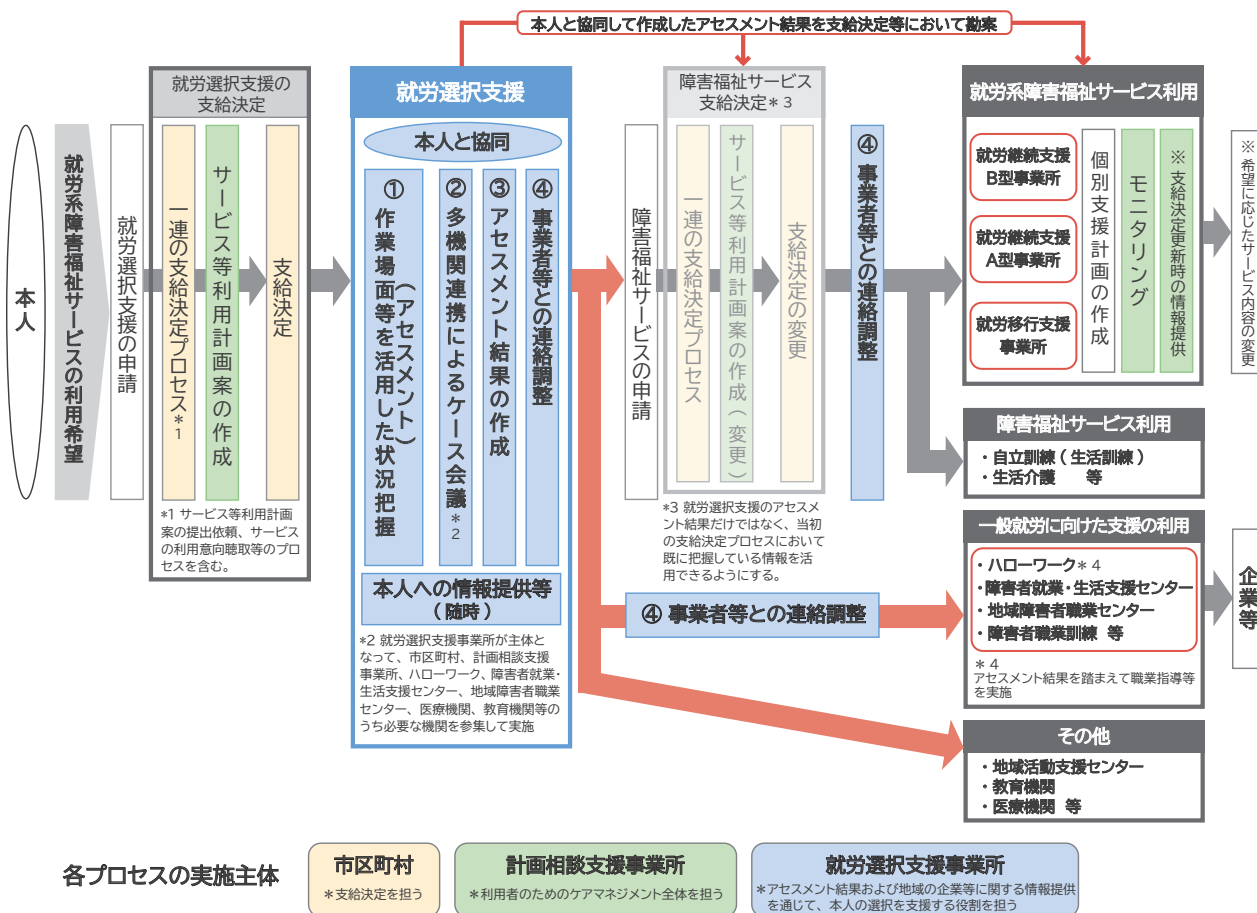 本人と協同して作成したアセスメント結果を支給決定等において勘案
本人
就労系障害福祉サービスの利用希望
就労選択支援の申請
就労選択支援の
支給決定
一連の支給決定プロセス*1
サービス等利用計画案の作成
支給決定
*1 サービス等利用計画
案の提出依頼、サービス
の利用意向聴取等のプロ
セスを含む。
就労選択支援
本人と協同
① 作業場面等を活用した状況把握
(アセスメント)
② 多機関連携によるケース会議*2
③ アセスメント結果の作成
④ 事業者等との連絡調整
本人への情報提供等
(随時)
*2 就労選択支援事業所が主体と
なって、市区町村、計画相談支援
事業所、ハローワーク、障害者就業・
生活支援センター、地域障害者職業
センター、医療機関、教育機関等の
うち必要な機関を参集して実施
障害福祉サービスの申請
障害福祉サービス
支給決定*3
一連の支給決定プロセス
サービス等利用計画案の作成(変更)
支給決定の変更
*3 就労選択支援のアセスメ
ント結果だけではなく、当初
の支給決定プロセスにおいて
既に把握している情報を活
用できるようにする。
④ 事業者等との連絡調整
④ 事業者等との連絡調整
就労系障害福祉サービス利用
就労継続支援
B型事業所
就労継続支援
A型事業所
就労移行支援
事業所
個別支援計画の作成
モニタリング
※支給決定更新時の情報提供
※希望に応じたサービス内容の変更
障害福祉サービス利用
・自立訓練(生活訓練)
・生活介護 等
一般就労に向けた支援の利用
・ハローワーク*4
・障害者就業・生活支援センター
・地域障害者職業センター
・障害者職業訓練 等
*4
アセスメント結果を踏まえて職業指導等
を実施
企業等
その他
・地域活動支援センター
・教育機関
・医療機関 等
各プロセスの実施主体
市区町村
*支給決定を担う
計画相談支援事業所
*利用者のためのケアマネジメント全体を担う
就労選択支援事業所
*アセスメント結果および地域の企業等に関する情報提供
を通じて、本人の選択を支援する役割を担う